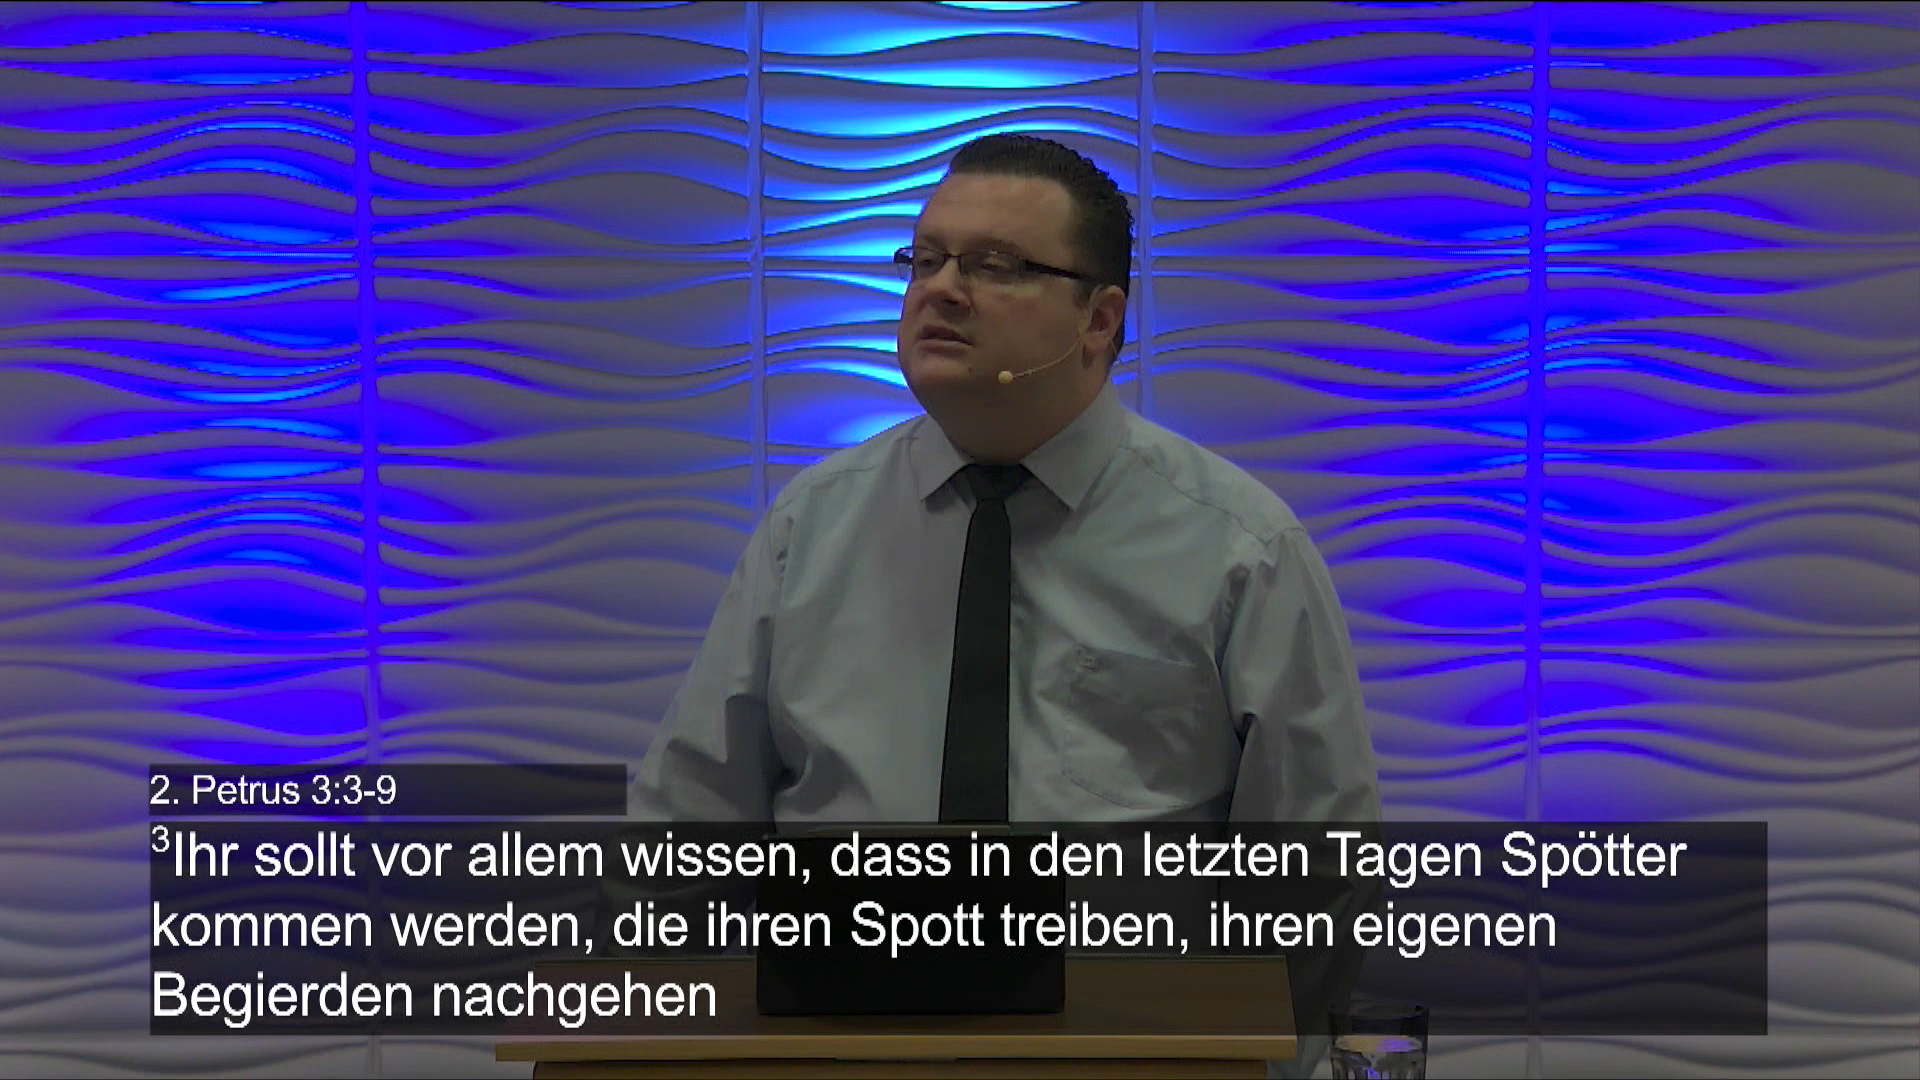 2. Petrus 3:3-9
³Ihr sollt vor allem wissen, dass in den letzten Tagen Spötter
kommen werden, die ihren Spott treiben, ihren eigenen
Begierden nachgehen